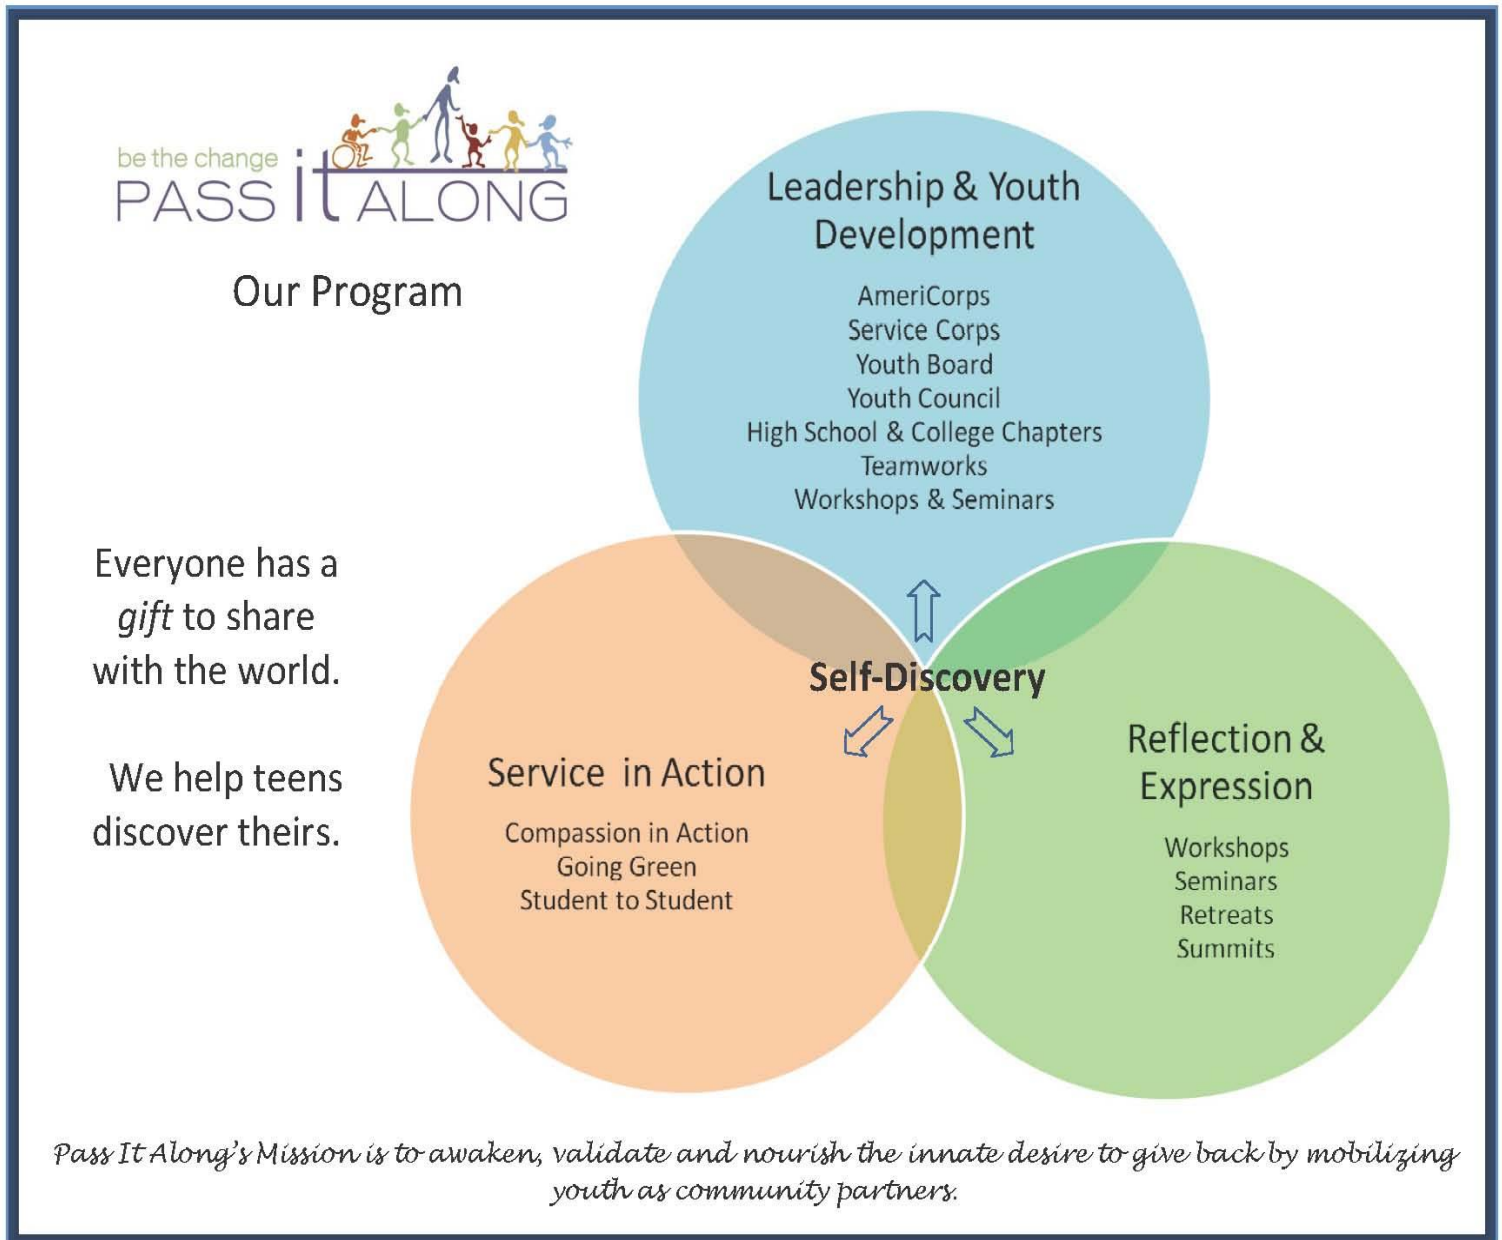 be the change
PASS it ALONG
Our Program
Everyone has a
gift to share
with the world.
We help teens
discover theirs.
Leadership & Youth
Development
AmeriCorps
Service Corps
Youth Board
Youth Council
High School & College Chapters
Teamworks
Workshops & Seminars
Self-Discovery
Service in Action
Compassion in Action
Going Green
Student to Student
Reflection &
Expression
Workshops
Seminars
Retreats
Summits
Pass It Along's Mission is to awaken, validate and nourish the innate desire to give back by mobilizing
youth as community partners.